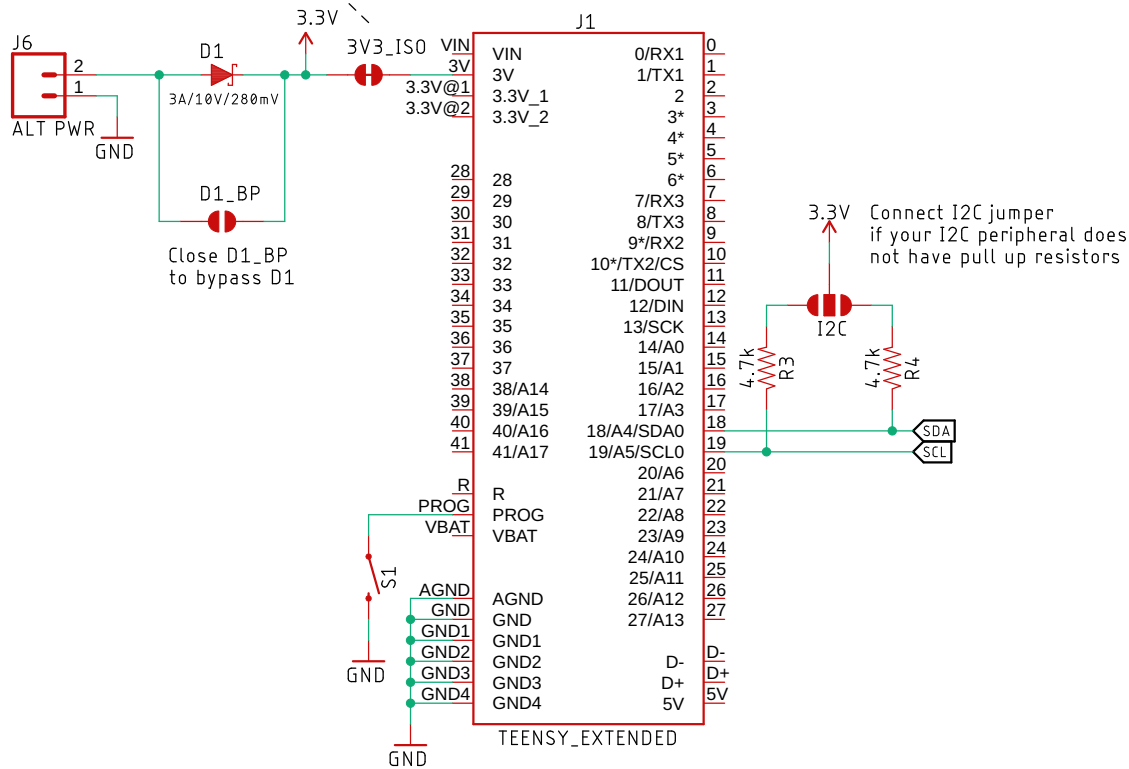 3.3V
J1
J6
D1
3V3_ISO
2
1
3A/10V/280mV
ALT PWR
GND
D1_BP
Close D1_BP
to bypass D1
VIN VIN 0/RX1 0
3V 3V 1/TX1 1
3.3V@1 3.3V_1 2 2
3.3V@2 3.3V_2 3* 3
4* 4
5* 5
28 28 6* 6
29 29 7/RX3 7
30 30 8/TX3 8
31 31 9*/RX2 9
32 32 10*/TX2/CS 10
33 33 11/DOUT 11
34 34 12/DIN 12
35 35 13/SCK 13
36 36 14/A0 14
37 37 15/A1 15
38 38/A14 16/A2 16
39 39/A15 17/A3 17
40 40/A16 18/A4/SDA0 18
41 41/A17 19/A5/SCL0 19
20/A6 20
R R 21/A7 21
PROG PROG 22/A8 22
VBAT VBAT 23/A9 23
24/A10 24
25/A11 25
AGND AGND 26/A12 26
GND GND 27/A13 27
GND1 GND1
GND2 GND2 D- D-
GND3 GND3 D+ D+
GND4 GND4 5V 5V
S1
GND
GND
TEENSY_EXTENDED
3.3V
Connect I2C jumper
if your I2C peripheral does
not have pull up resistors
I2C
4.7k
R3
4.7k
R4
SDA
SCL